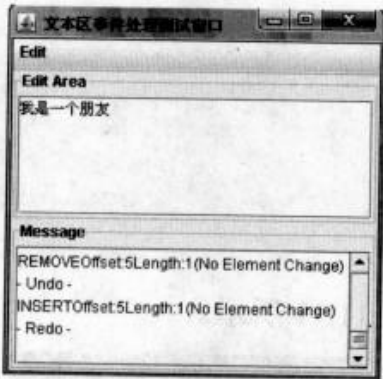 文本区事件处理测试窗口
Edit
Edit Area
我是一个朋友
Message
REMOVEOffset:5Length:1(No Element Change)
- Undo -
INSERTOffset:5Length:1(No Element Change)
- Redo -